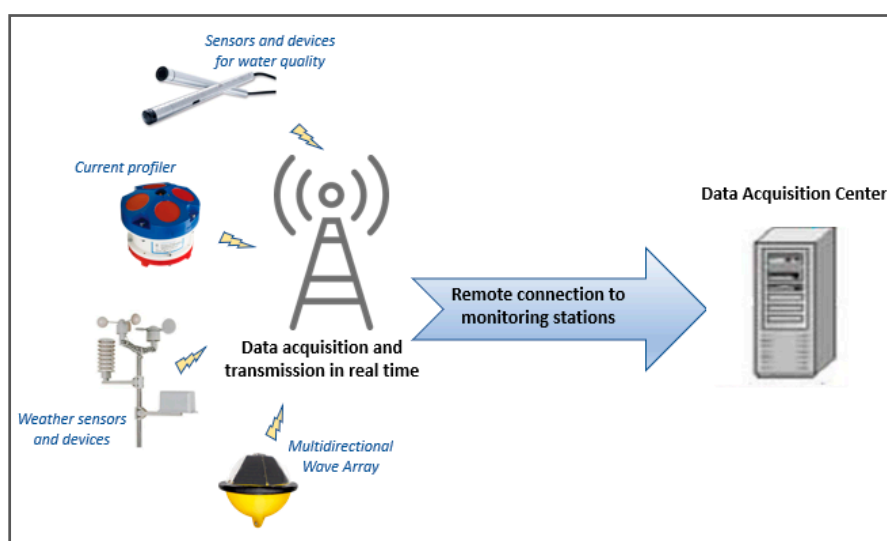 Sensors and devices
for water quality
Current profiler
Data Acquisition Center
Remote connection to
monitoring stations
Data acquisition and
transmission in real time
Weather sensors
and devices
Multidirectional
Wave Array